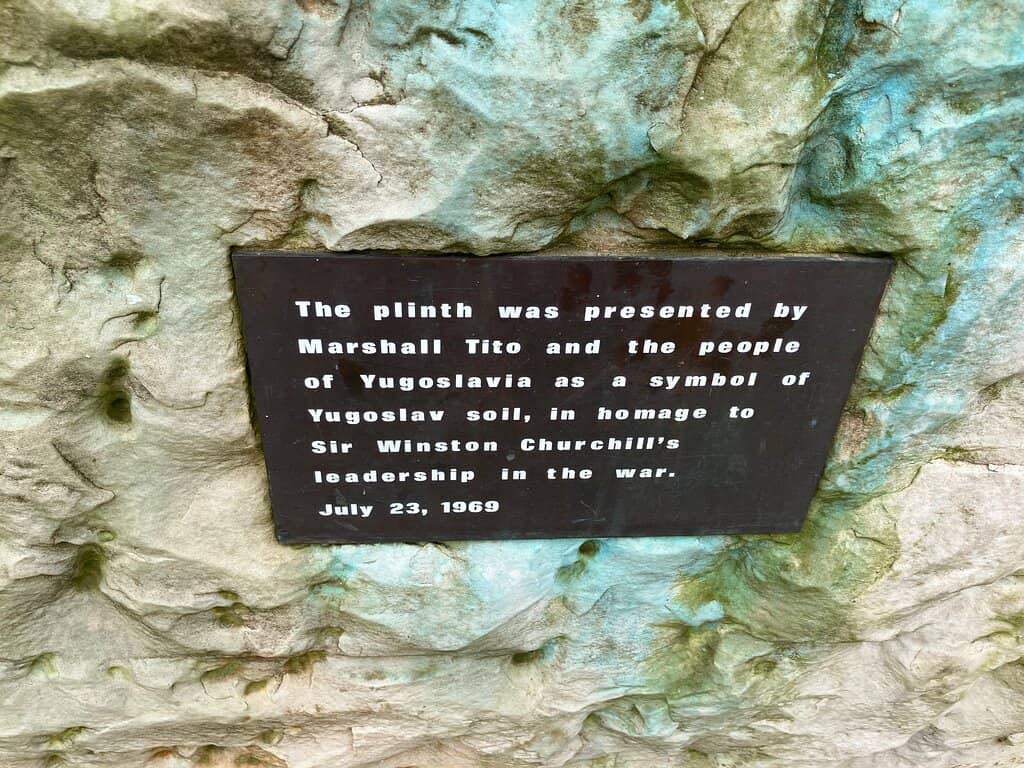 The plinth was presented by
Marshall Tito and the people
of Yugoslavia as a symbol of
Yugoslav soil, in homage to
Sir Winston Churchill's
leadership in the war.
July 23, 1969